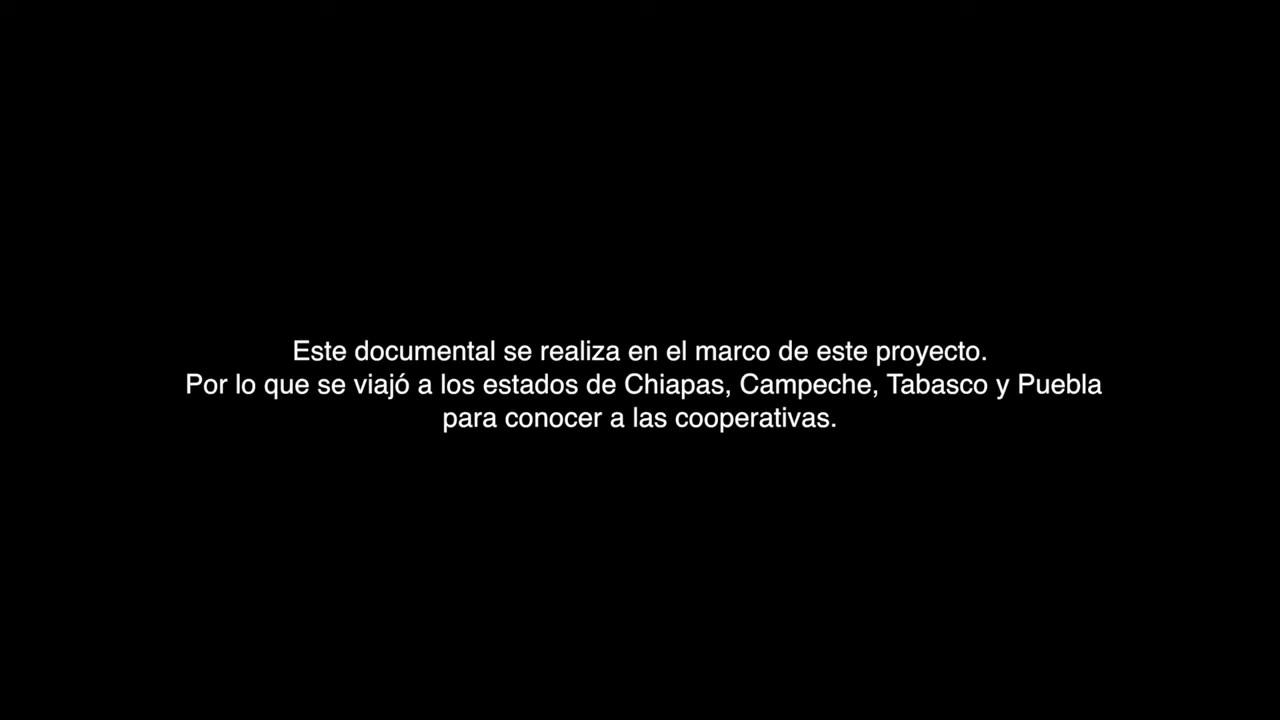 Este documental se realiza en el marco de este proyecto.
Por lo que se viajó a los estados de Chiapas, Campeche, Tabasco y Puebla
para conocer a las cooperativas.